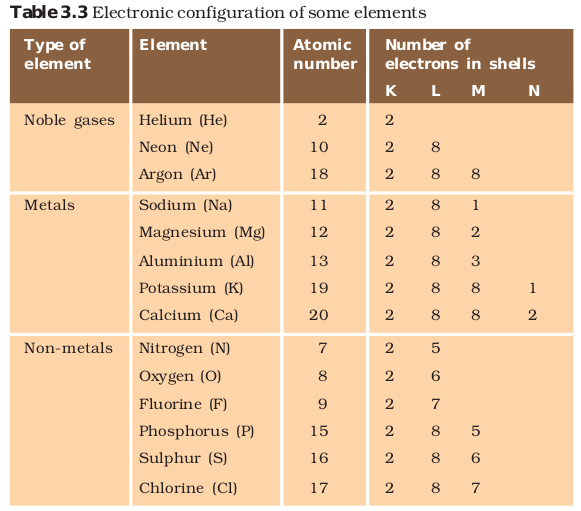 Table 3.3 Electronic configuration of some elements
Type of element Element Atomic number Number of electrons in shells
K L M N
Noble gases Helium (He) 2 2
Neon (Ne) 10 2 8
Argon (Ar) 18 2 8 8
Metals Sodium (Na) 11 2 8 1
Magnesium (Mg) 12 2 8 2
Aluminium (Al) 13 2 8 3
Potassium (K) 19 2 8 8 1
Calcium (Ca) 20 2 8 8 2
Non-metals Nitrogen (N) 7 2 5
Oxygen (O) 8 2 6
Fluorine (F) 9 2 7
Phosphorus (P) 15 2 8 5
Sulphur (S) 16 2 8 6
Chlorine (Cl) 17 2 8 7